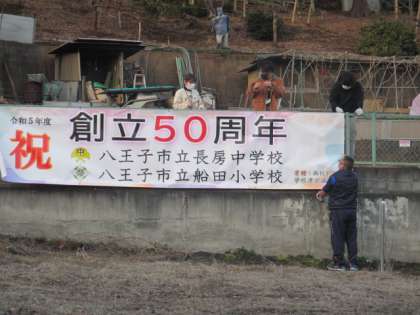 令和5年度
祝
創立50周年
八王子市立長房中学校
八王子市立船田小学校